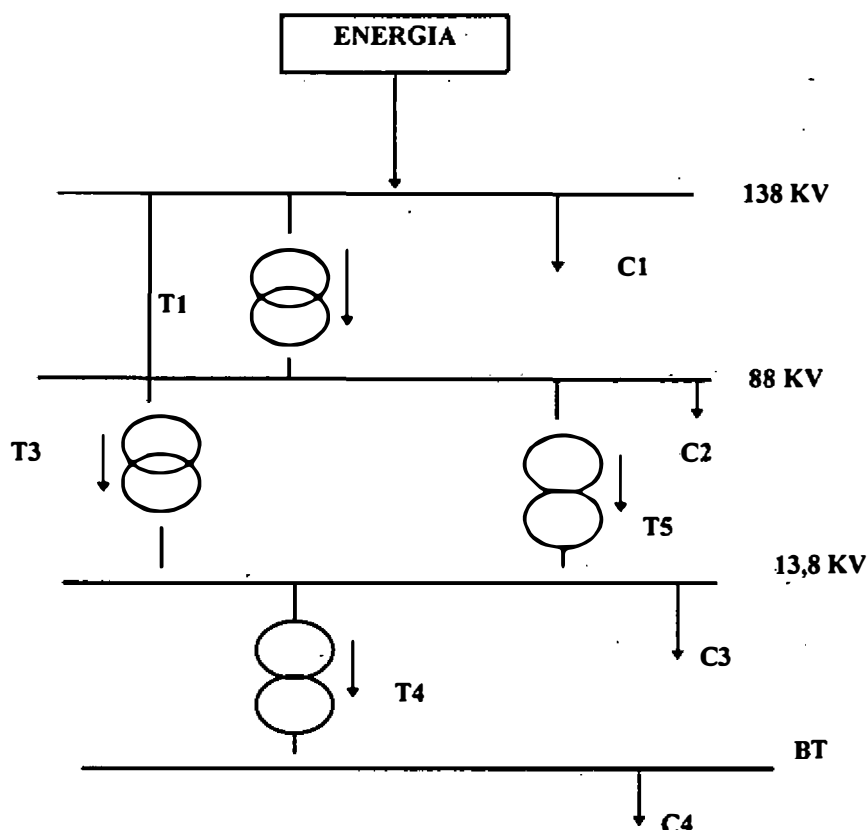 ENERGIA
138 KV
C1
T1
88 KV
C2
T3
T5
13,8 KV
C3
T4
BT
C4